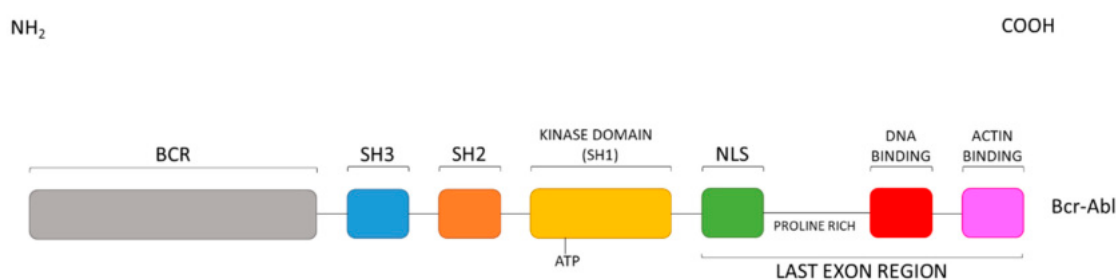 NH2
COOH
KINASE DOMAIN
(SH1)
DNA
BINDING
ACTIN
BINDING
BCR
SH3
SH2
NLS
Bcr-Abl
PROLINE RICH
ATP
LAST EXON REGION